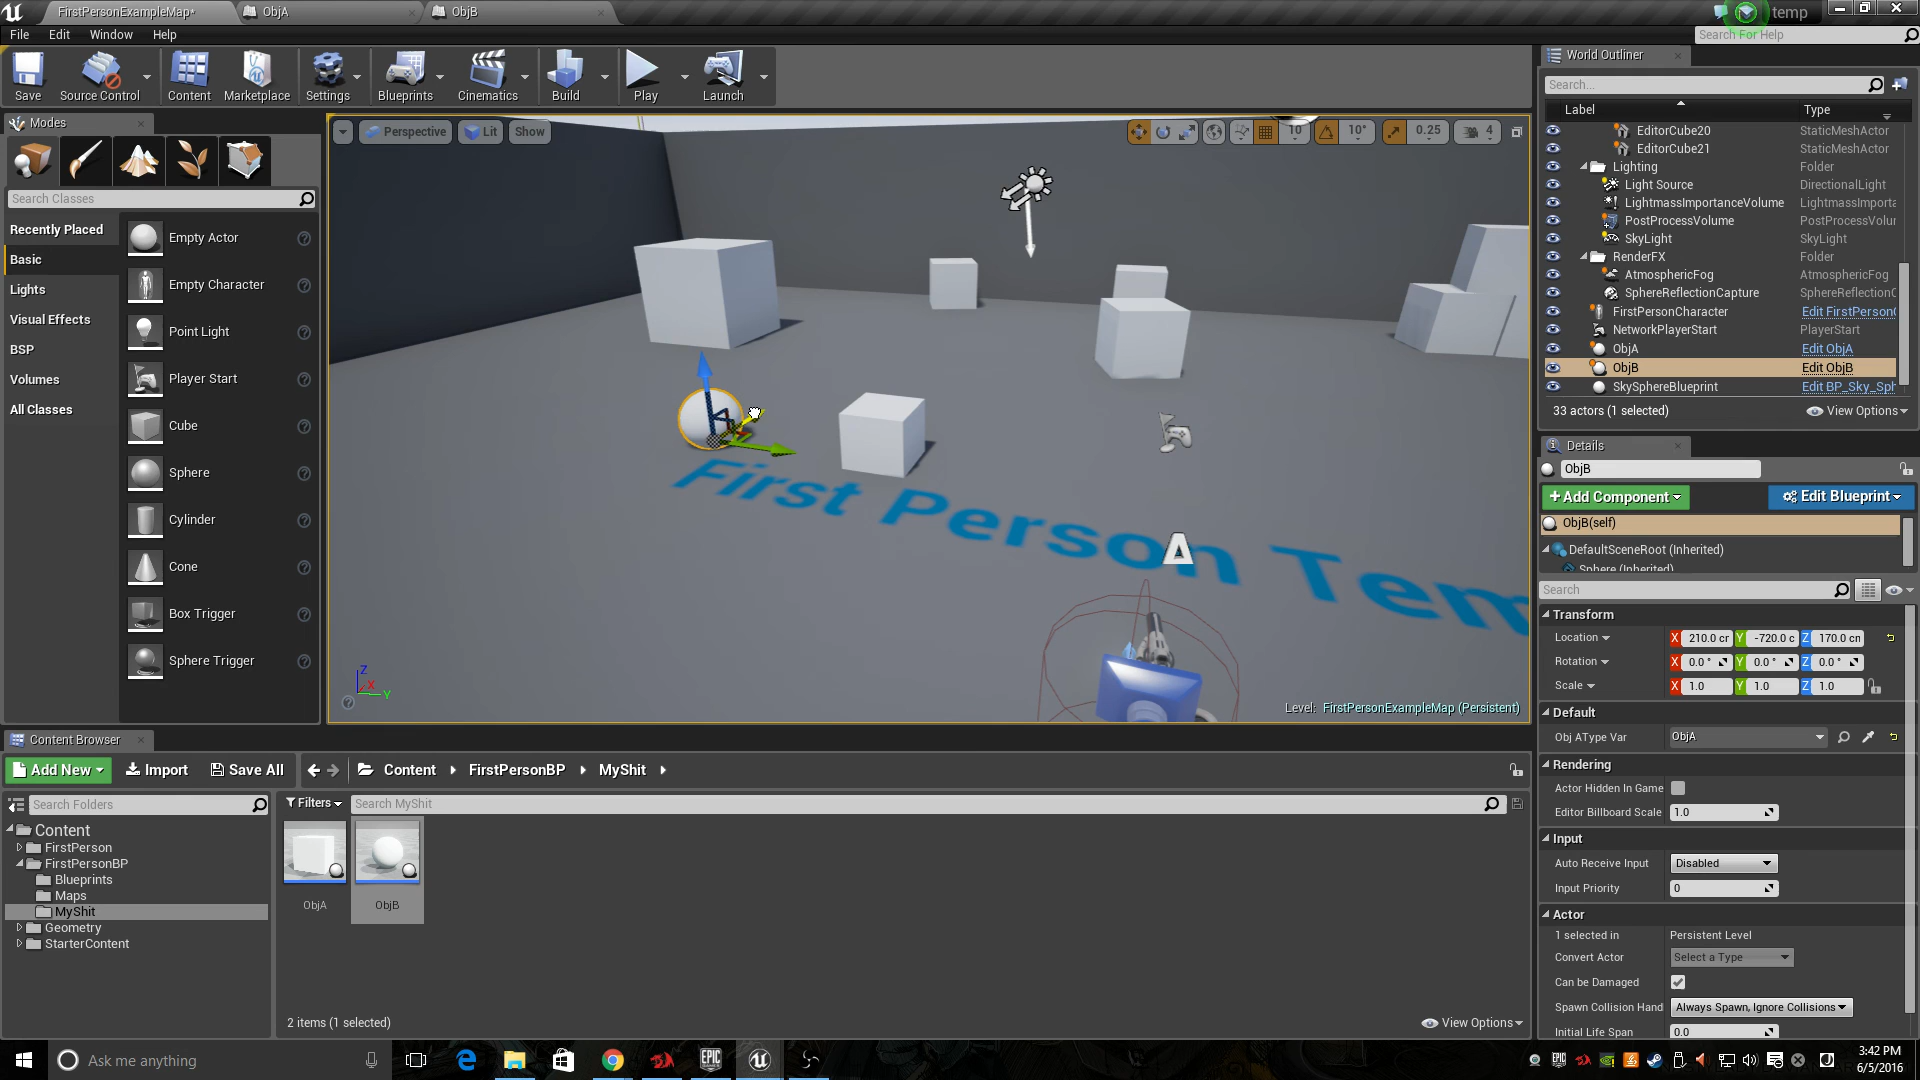 FirstPersonExampleMap*
ObjA
ObjB
temp
File
Edit
Window
Help
Search For Help
Save
Source Control
Content
Marketplace
Settings
Blueprints
Cinematics
Build
Play
Launch
Modes
Search Classes
Recently Placed
Basic
Lights
Visual Effects
BSP
Volumes
All Classes
Empty Actor
Empty Character
Point Light
Player Start
Cube
Sphere
Cylinder
Cone
Box Trigger
Sphere Trigger
Perspective
Lit
Show
10
10°
0.25
4
First Person Tem
A
Z
X
Y
Level: FirstPersonExampleMap (Persistent)
World Outliner
Search...
Label
Type
EditorCube20 StaticMeshActor
EditorCube21 StaticMeshActor
Lighting Folder
Light Source DirectionalLight
LightmassImportanceVolume LightmassImporta
PostProcessVolume PostProcessVolur
SkyLight SkyLight
RenderFX Folder
AtmosphericFog AtmosphericFog
SphereReflectionCapture SphereReflectionC
FirstPersonCharacter Edit FirstPersonC
NetworkPlayerStart PlayerStart
ObjA Edit ObjA
ObjB Edit ObjB
SkySphereBlueprint Edit BP_Sky_Sph
33 actors (1 selected)
View Options
Details
ObjB
+Add Component
Edit Blueprint
ObjB(self)
DefaultSceneRoot (Inherited)
Sphere (Inherited)
Search
Transform
Location X 210.0 cr Y -720.0 c Z 170.0 cn
Rotation X 0.0 ° Y 0.0 ° Z 0.0 °
Scale X 1.0 Y 1.0 Z 1.0
Default
Obj AType Var ObjA
Rendering
Actor Hidden In Game
Editor Billboard Scale 1.0
Input
Auto Receive Input Disabled
Input Priority 0
Actor
1 selected in Persistent Level
Convert Actor Select a Type
Can be Damaged
Spawn Collision Hand Always Spawn, Ignore Collisions
Initial Life Span 0.0
Content Browser
Add New
Import
Save All
Content
FirstPersonBP
MyShit
Search Folders
Filters
Search MyShit
Content
FirstPerson
FirstPersonBP
Blueprints
Maps
MyShit
Geometry
StarterContent
ObjA
ObjB
2 items (1 selected)
View Options
Ask me anything
EPIC
EPIC
3:42 PM
6/5/2016